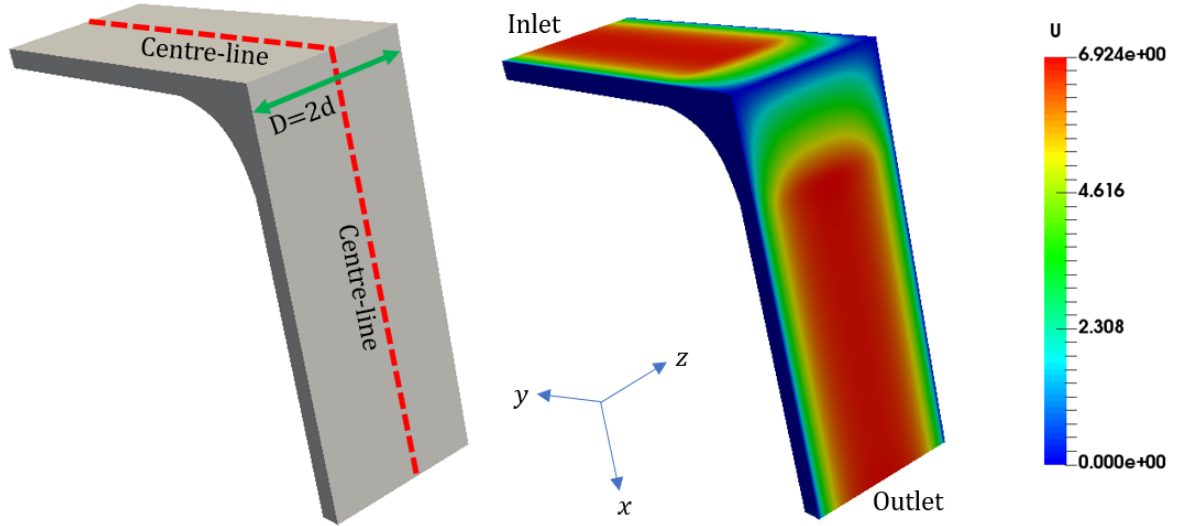 Centre-line
D=2d
Centre-line
Inlet
Outlet
x
y
z
U
6.924e+00
4.616
2.308
0.000e+00